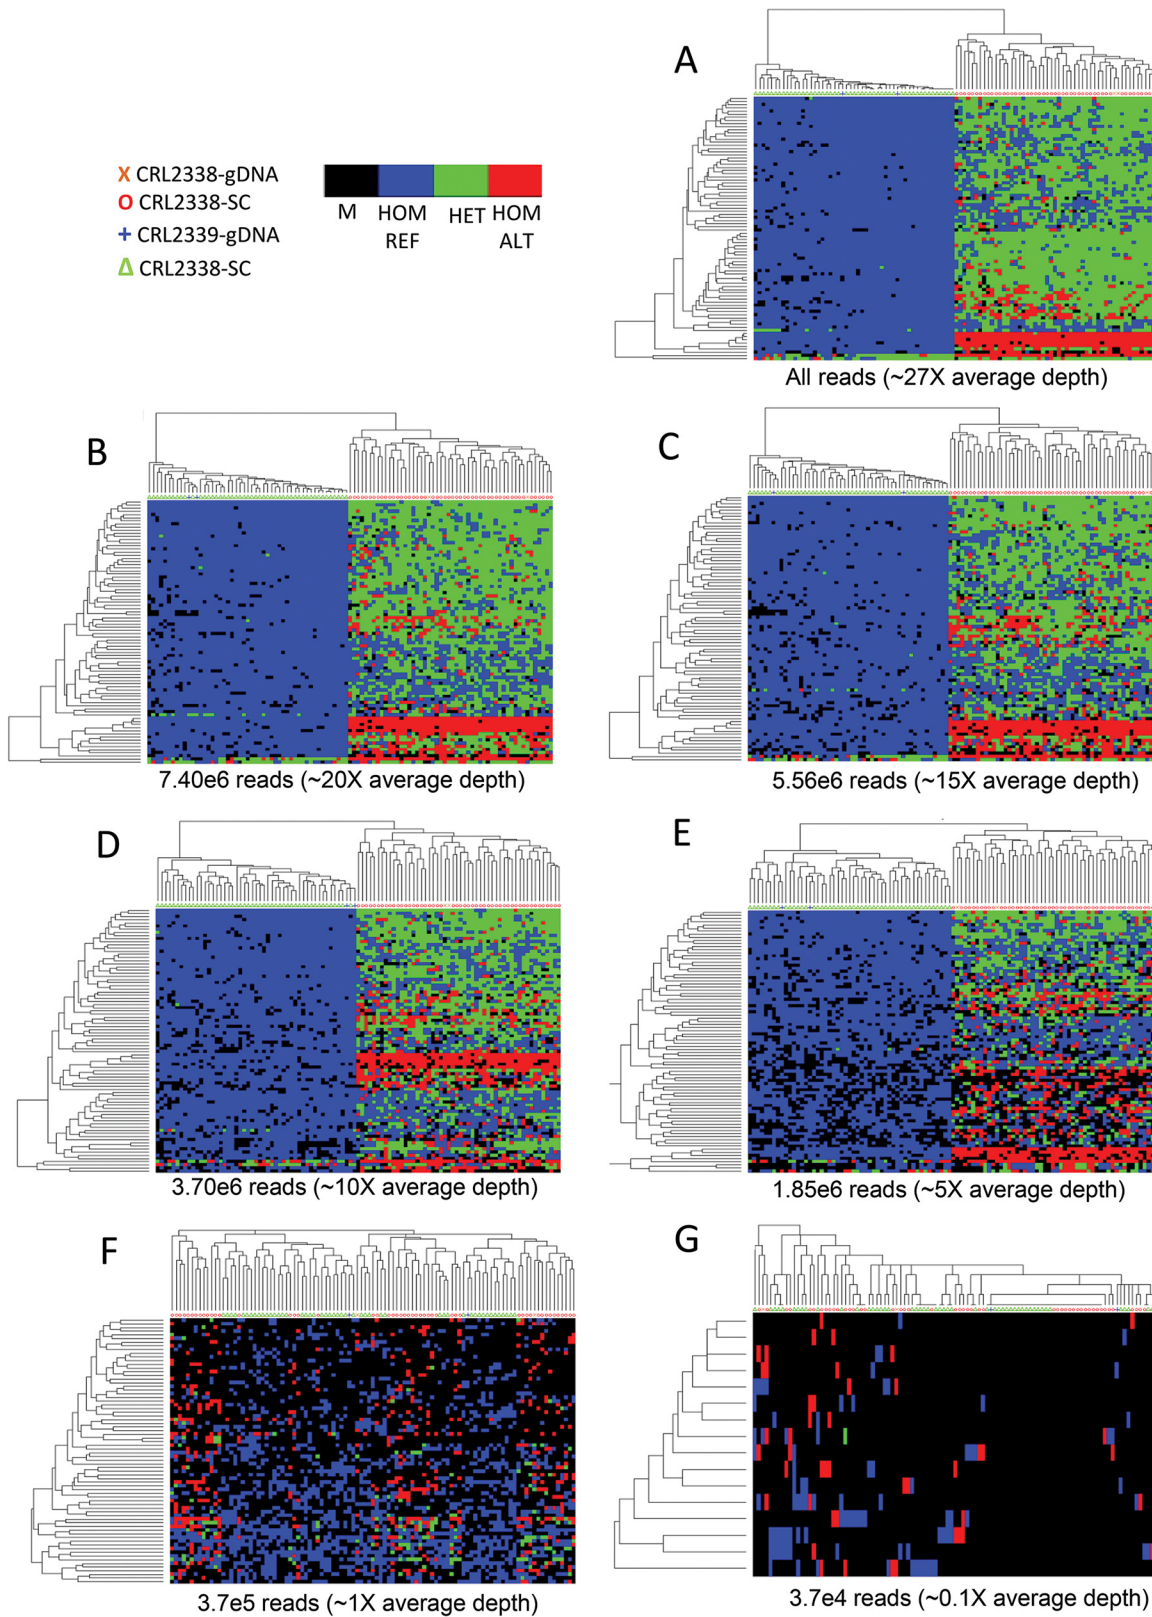 A
X CRL2338-gDNA
O CRL2338-SC
+ CRL2339-gDNA
Δ CRL2338-SC
M HOM HET HOM
REF ALT
All reads (~27X average depth)
B
C
7.40e6 reads (~20X average depth)
5.56e6 reads (~15X average depth)
D
E
3.70e6 reads (~10X average depth)
1.85e6 reads (~5X average depth)
F
G
3.7e5 reads (~1X average depth)
3.7e4 reads (~0.1X average depth)